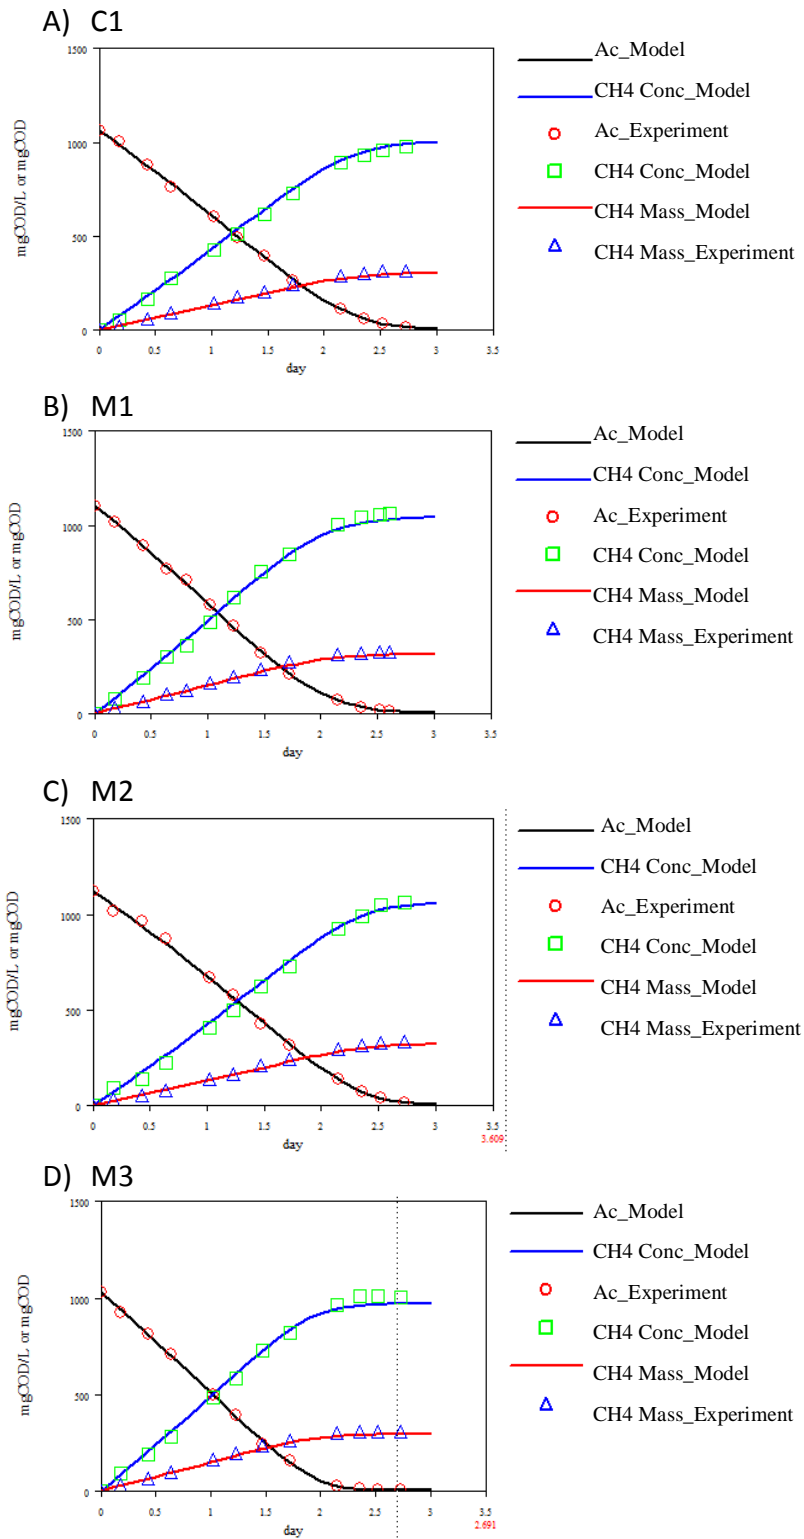 A) C1
1500
1000
500
0
mgCOD/L or mgCOD
0 0.5 1 1.5 2 2.5 3 3.5
day
Ac_Model
CH4 Conc_Model
Ac_Experiment
CH4 Conc_Model
CH4 Mass_Model
CH4 Mass_Experiment
B) M1
1500
1000
500
0
mgCOD/L or mgCOD
0 0.5 1 1.5 2 2.5 3 3.5
day
Ac_Model
CH4 Conc_Model
Ac_Experiment
CH4 Conc_Model
CH4 Mass_Model
CH4 Mass_Experiment
C) M2
1500
1000
500
0
mgCOD/L or mgCOD
0 0.5 1 1.5 2 2.5 3 3.5
3.609
day
Ac_Model
CH4 Conc_Model
Ac_Experiment
CH4 Conc_Model
CH4 Mass_Model
CH4 Mass_Experiment
D) M3
1500
1000
500
0
mgCOD/L or mgCOD
0 0.5 1 1.5 2 2.5 3 3.5
2.691
day
Ac_Model
CH4 Conc_Model
Ac_Experiment
CH4 Conc_Model
CH4 Mass_Model
CH4 Mass_Experiment